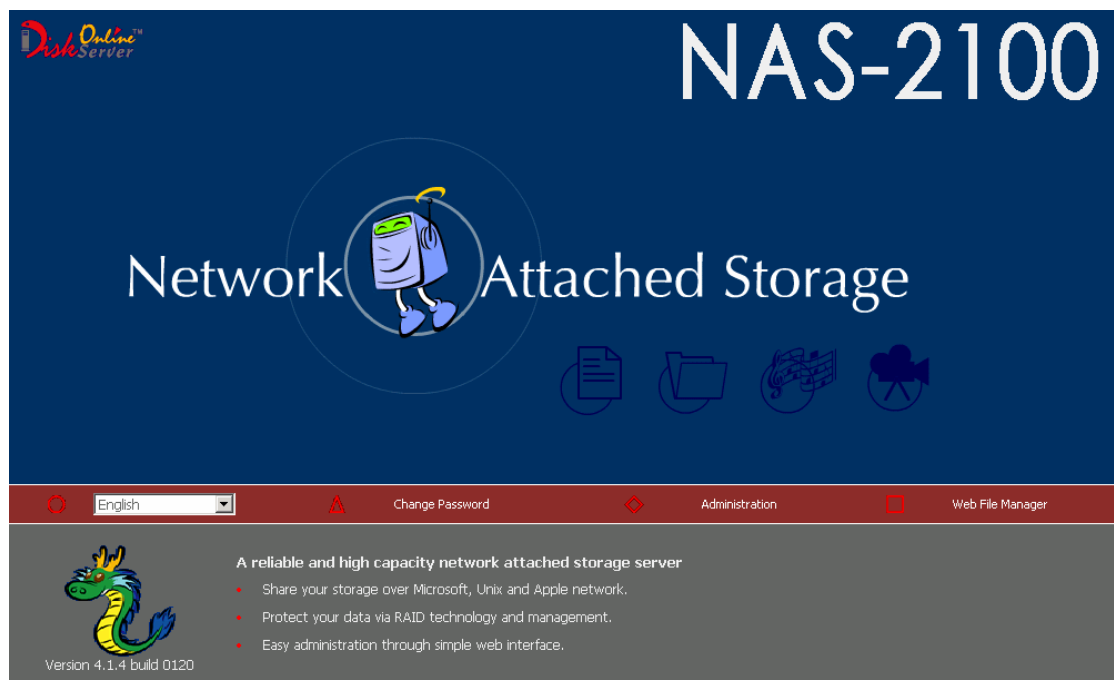 Disk Online™
Server
NAS-2100
Network Attached Storage
English
Change Password
Administration
Web File Manager
A reliable and high capacity network attached storage server
Share your storage over Microsoft, Unix and Apple network.
Protect your data via RAID technology and management.
Easy administration through simple web interface.
Version 4.1.4 build 0120